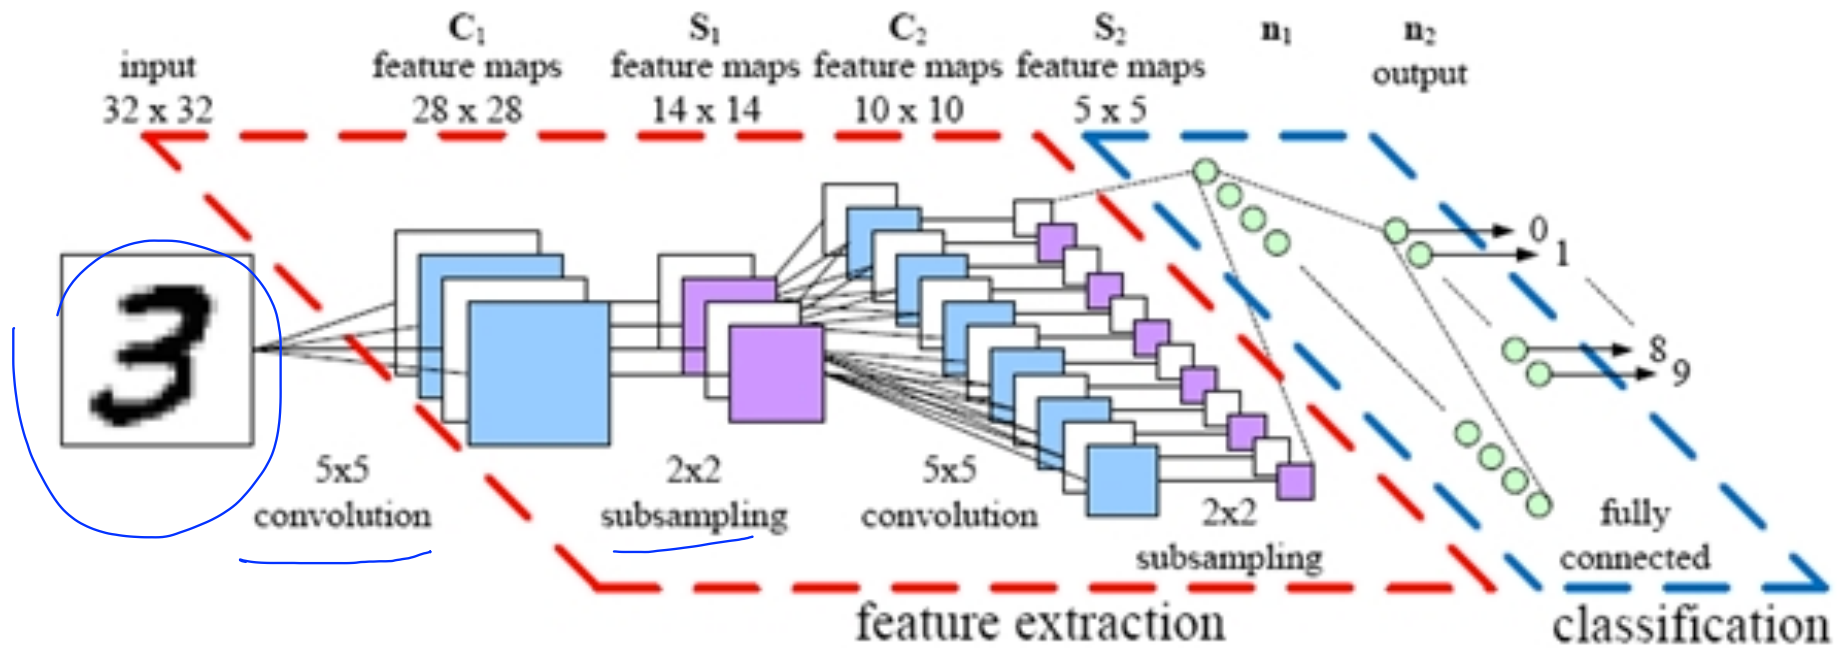 C₁
S₁
C₂
S₂
n₁
n₂
input
feature maps
feature maps
feature maps
feature maps
output
32 x 32
28 x 28
14 x 14
10 x 10
5 x 5
0
1
3
8
9
5x5
convolution
2x2
subsampling
5x5
convolution
2x2
subsampling
fully
connected
feature extraction
classification